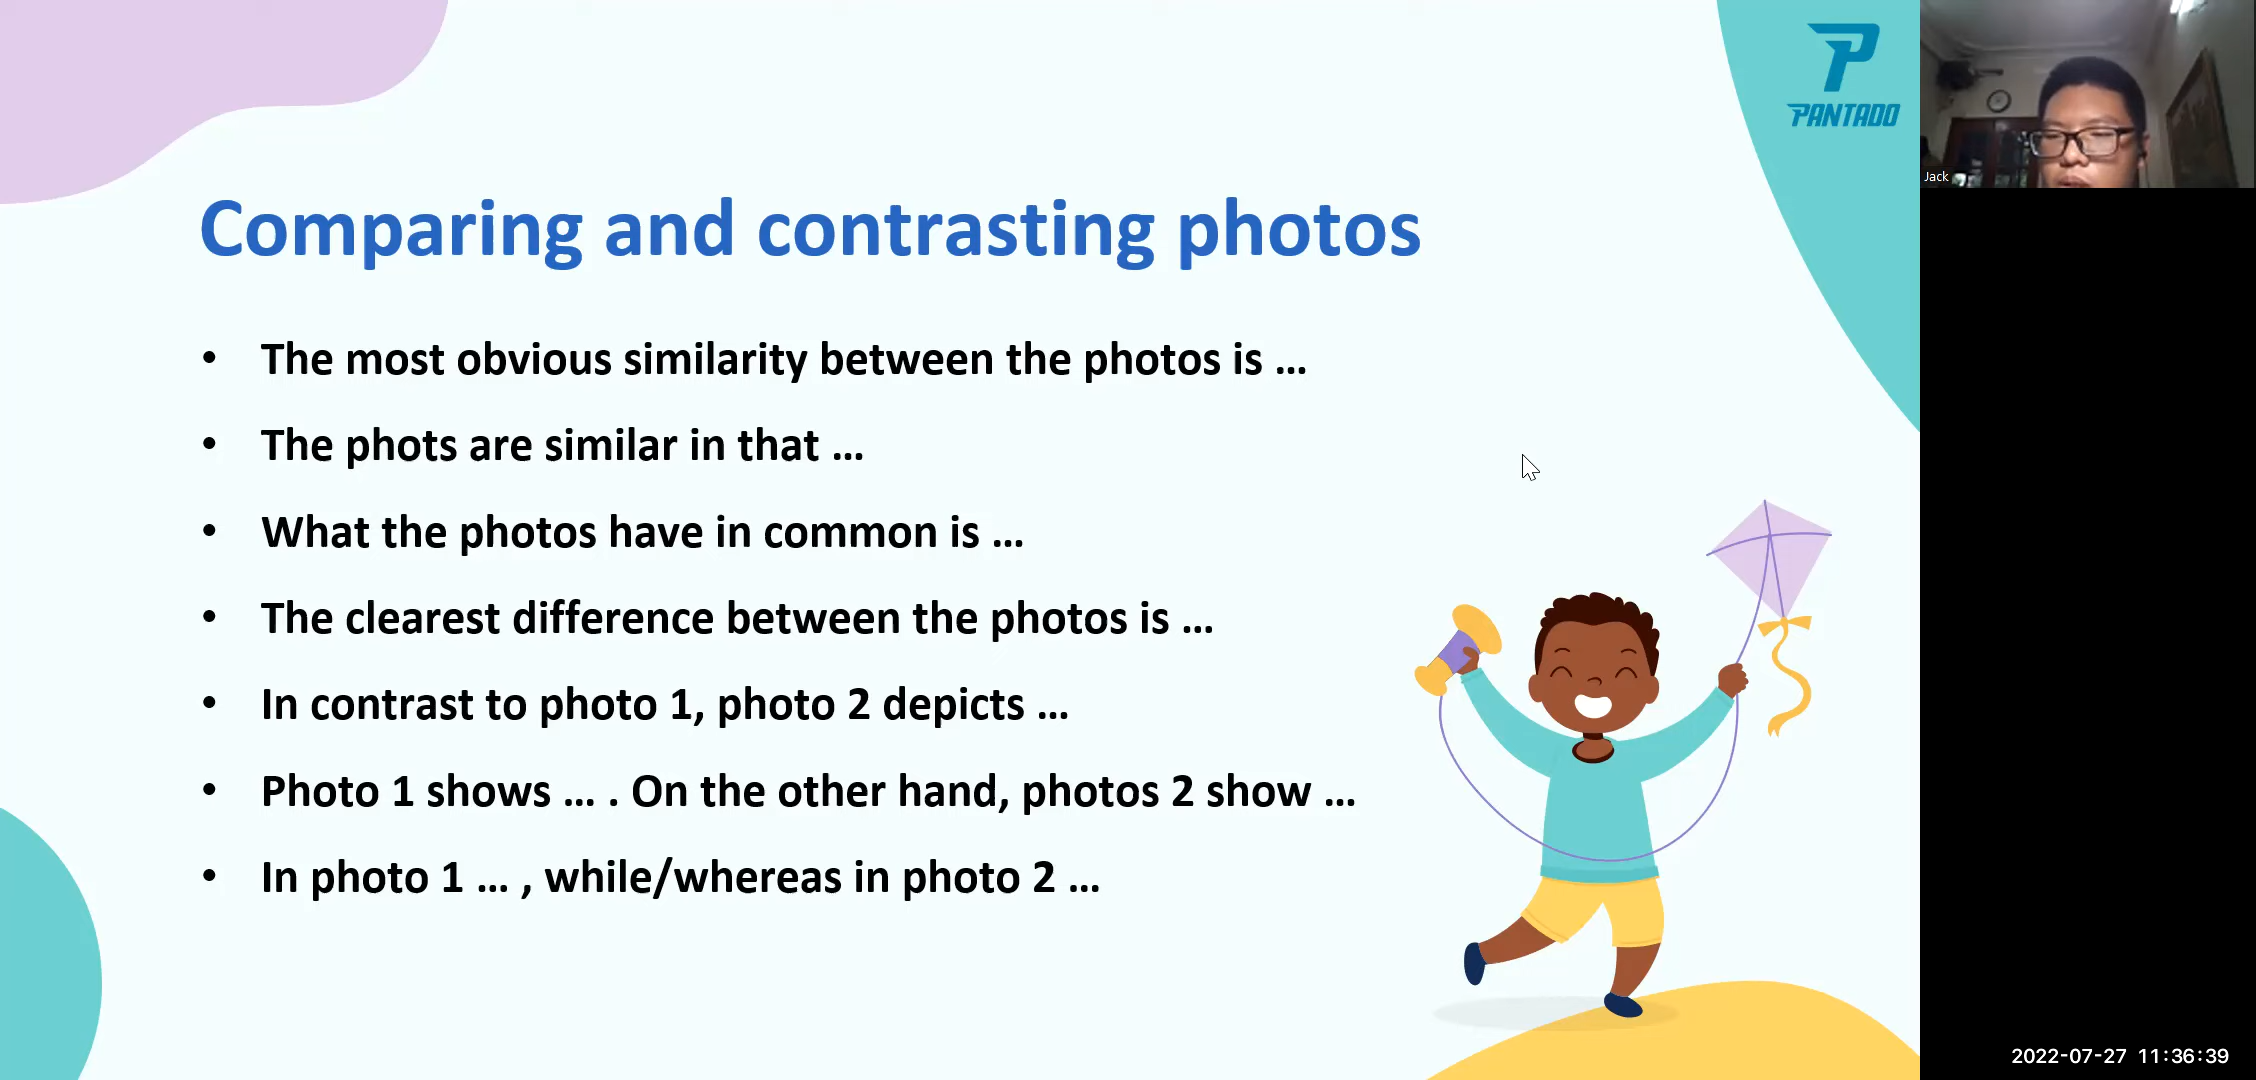 PANTADO
Jack
Comparing and contrasting photos
• The most obvious similarity between the photos is ...
• The phots are similar in that ...
• What the photos have in common is ...
• The clearest difference between the photos is ...
• In contrast to photo 1, photo 2 depicts ...
• Photo 1 shows ... . On the other hand, photos 2 show ...
• In photo 1 ... , while/whereas in photo 2 ...
2022-07-27 11:36:39